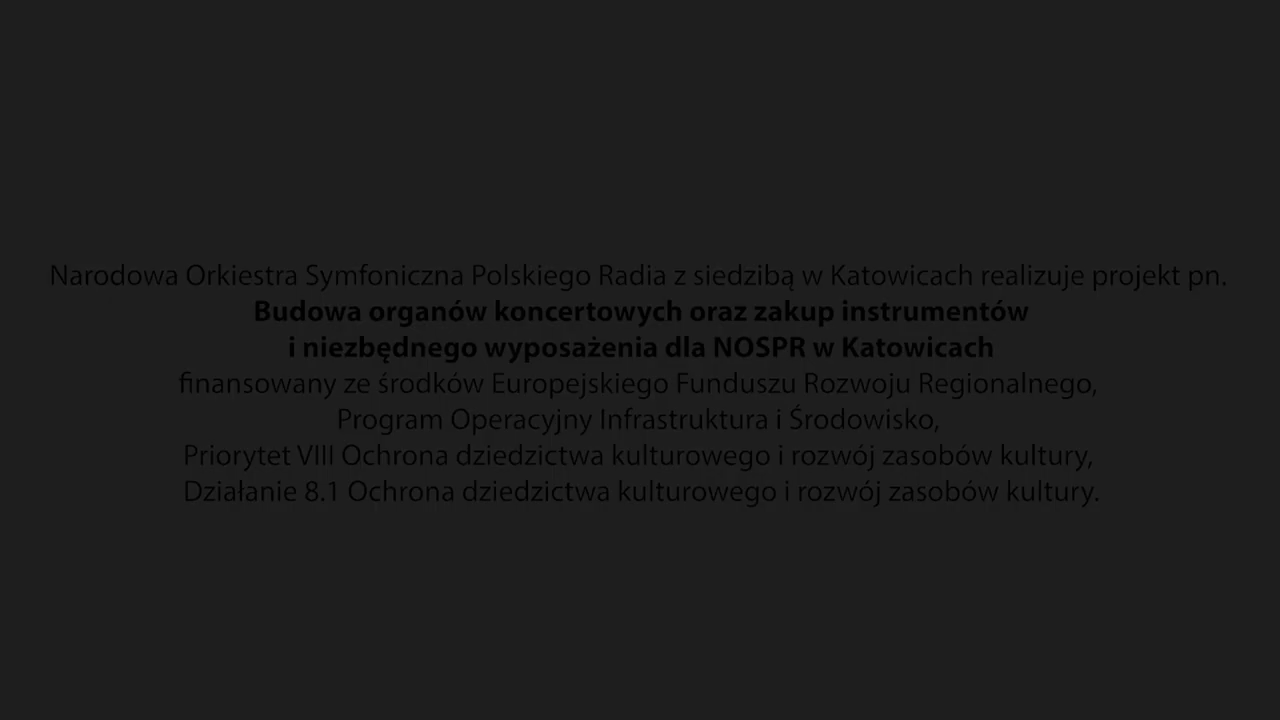 Narodowa Orkiestra Symfoniczna Polskiego Radia z siedzibą w Katowicach realizuje projekt pn.
Budowa organów koncertowych oraz zakup instrumentów
i niezbędnego wyposażenia dla NOSPR w Katowicach
finansowany ze środków Europejskiego Funduszu Rozwoju Regionalnego,
Program Operacyjny Infrastruktura i Środowisko,
Priorytet VIII Ochrona dziedzictwa kulturowego i rozwój zasobów kultury,
Działanie 8.1 Ochrona dziedzictwa kulturowego i rozwój zasobów kultury.